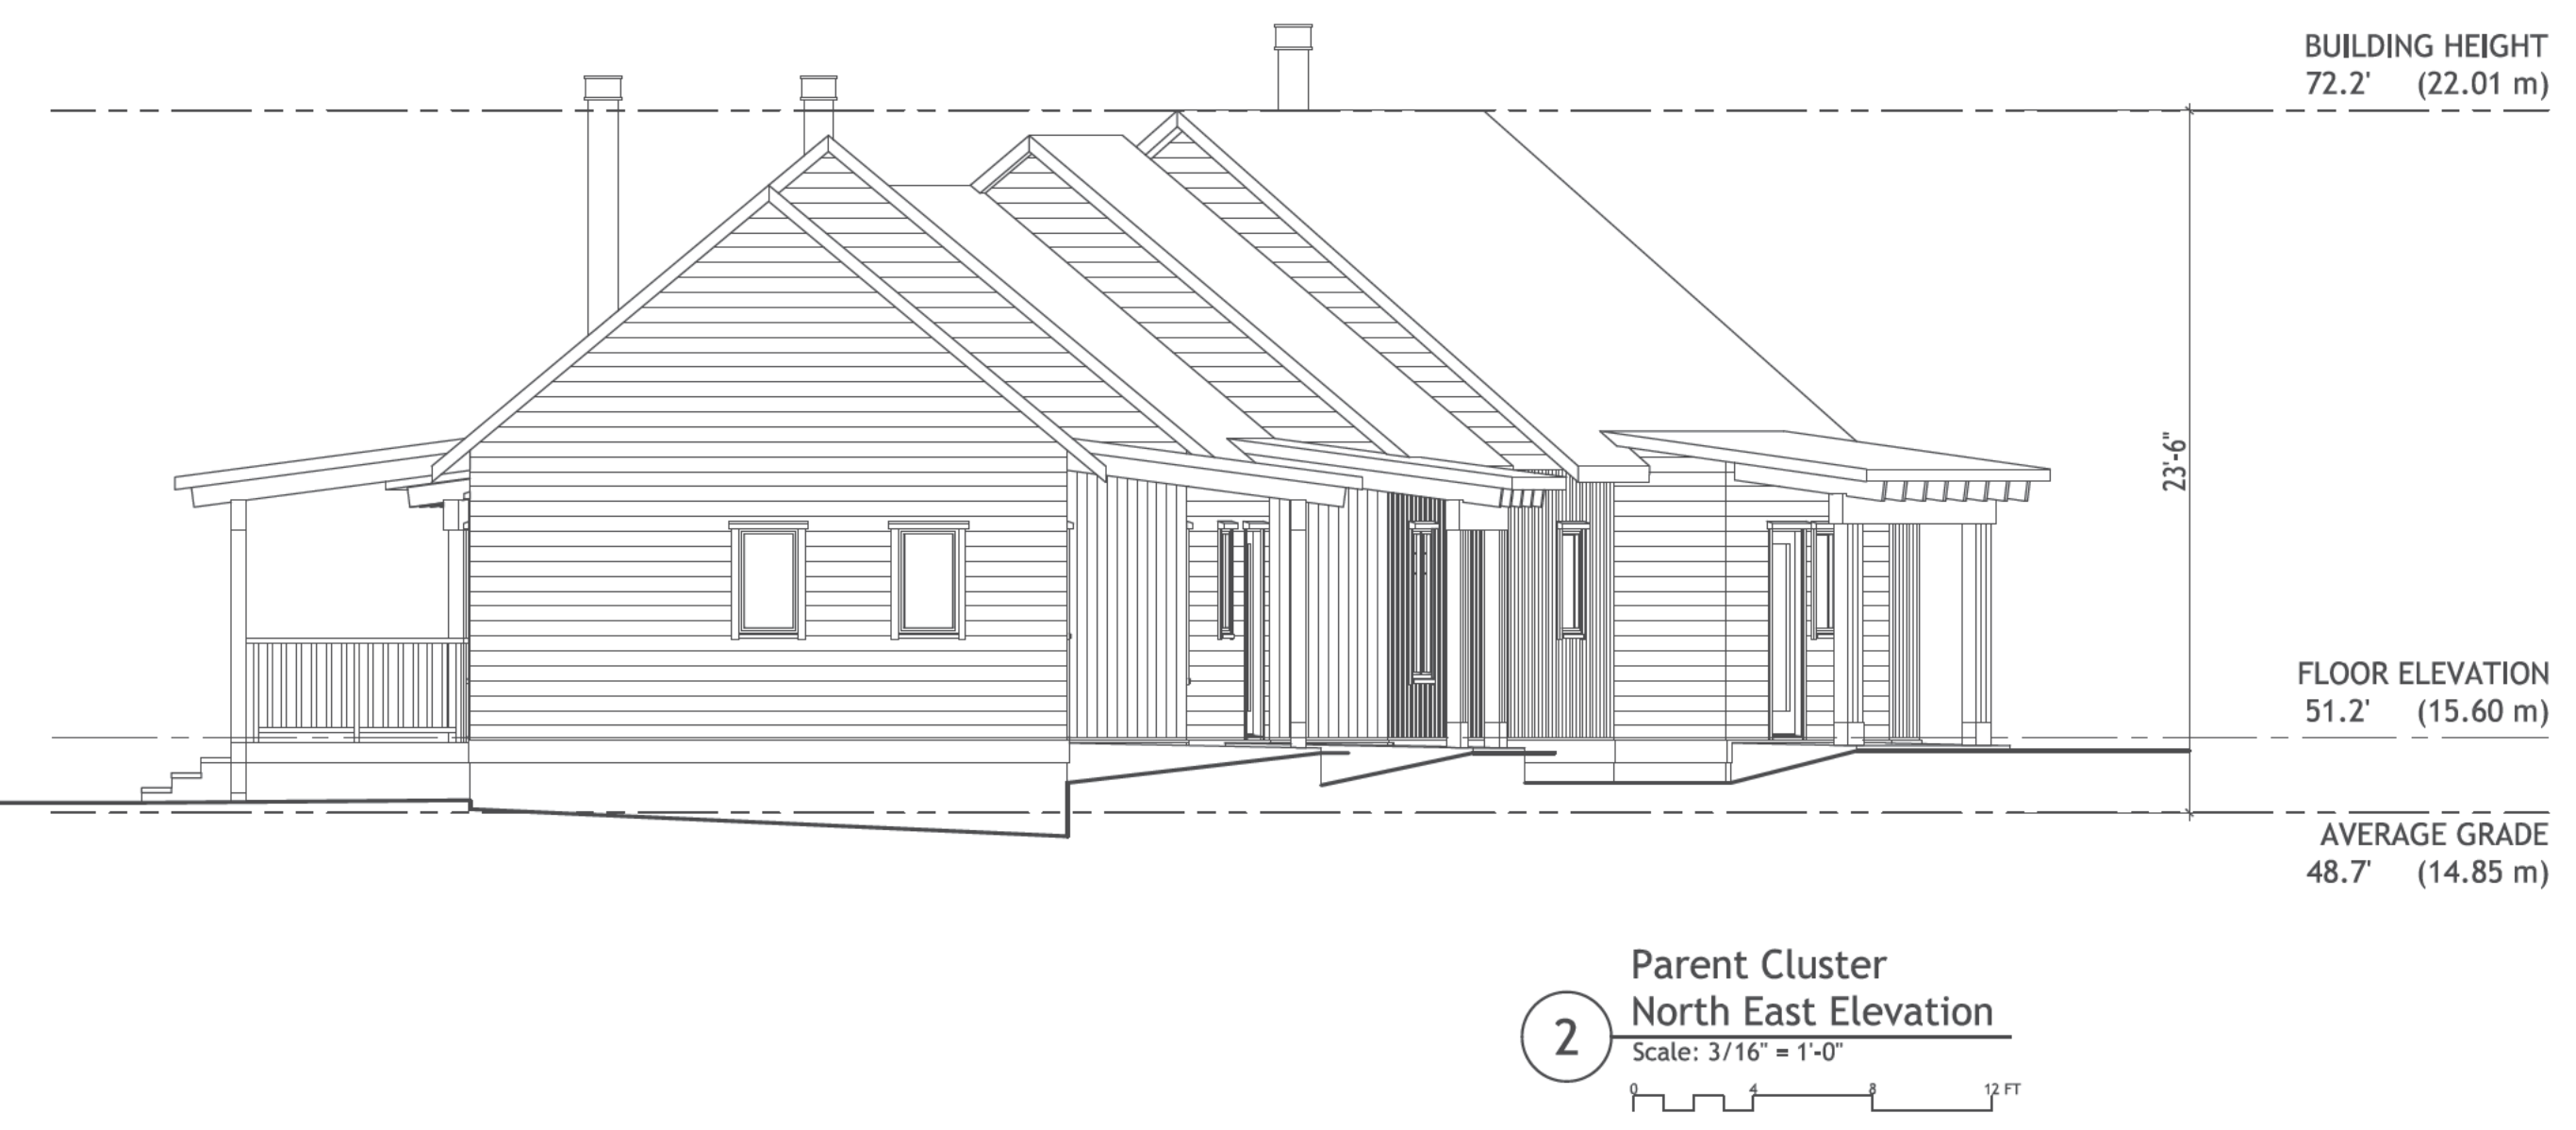 BUILDING HEIGHT
72.2' (22.01 m)
23'-6"
FLOOR ELEVATION
51.2' (15.60 m)
AVERAGE GRADE
48.7' (14.85 m)
2
Parent Cluster
North East Elevation
Scale: 3/16" = 1'-0"
0 4 8 12 FT